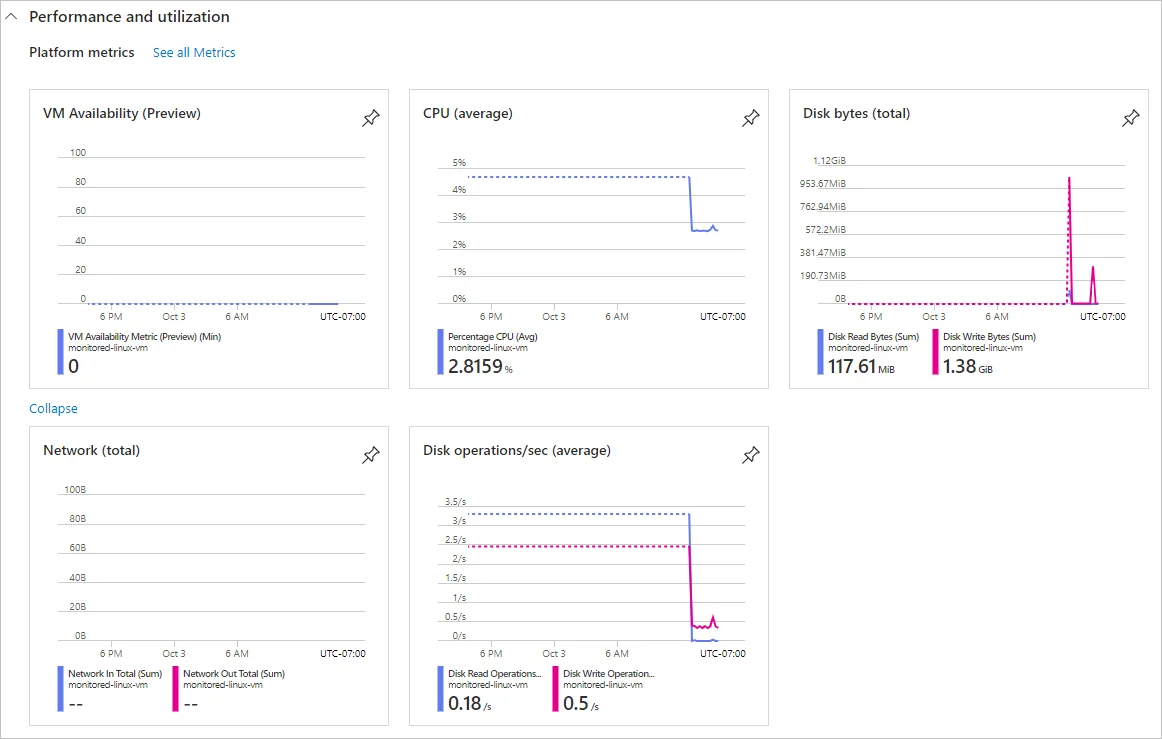 Performance and utilization
Platform metrics See all Metrics
VM Availability (Preview)
100
80
60
40
20
0
6 PM Oct 3 6 AM UTC-07:00
VM Availability Metric (Preview) (Min)
monitored-linux-vm
0
CPU (average)
5%
4%
3%
2%
1%
0%
6 PM Oct 3 6 AM UTC-07:00
Percentage CPU (Avg)
monitored-linux-vm
2.8159 %
Disk bytes (total)
1.12GiB
953.67MiB
762.94MiB
572.2MiB
381.47MiB
190.73MiB
0B
6 PM Oct 3 6 AM UTC-07:00
Disk Read Bytes (Sum) Disk Write Bytes (Sum)
monitored-linux-vm monitored-linux-vm
117.61 MiB 1.38 GiB
Collapse
Network (total)
100B
80B
60B
40B
20B
0B
6 PM Oct 3 6 AM UTC-07:00
Network In Total (Sum) Network Out Total (Sum)
monitored-linux-vm monitored-linux-vm
-- --
Disk operations/sec (average)
3.5/s
3/s
2.5/s
2/s
1.5/s
1/s
0.5/s
0/s
6 PM Oct 3 6 AM UTC-07:00
Disk Read Operations... Disk Write Operation...
monitored-linux-vm monitored-linux-vm
0.18 /s 0.5 /s